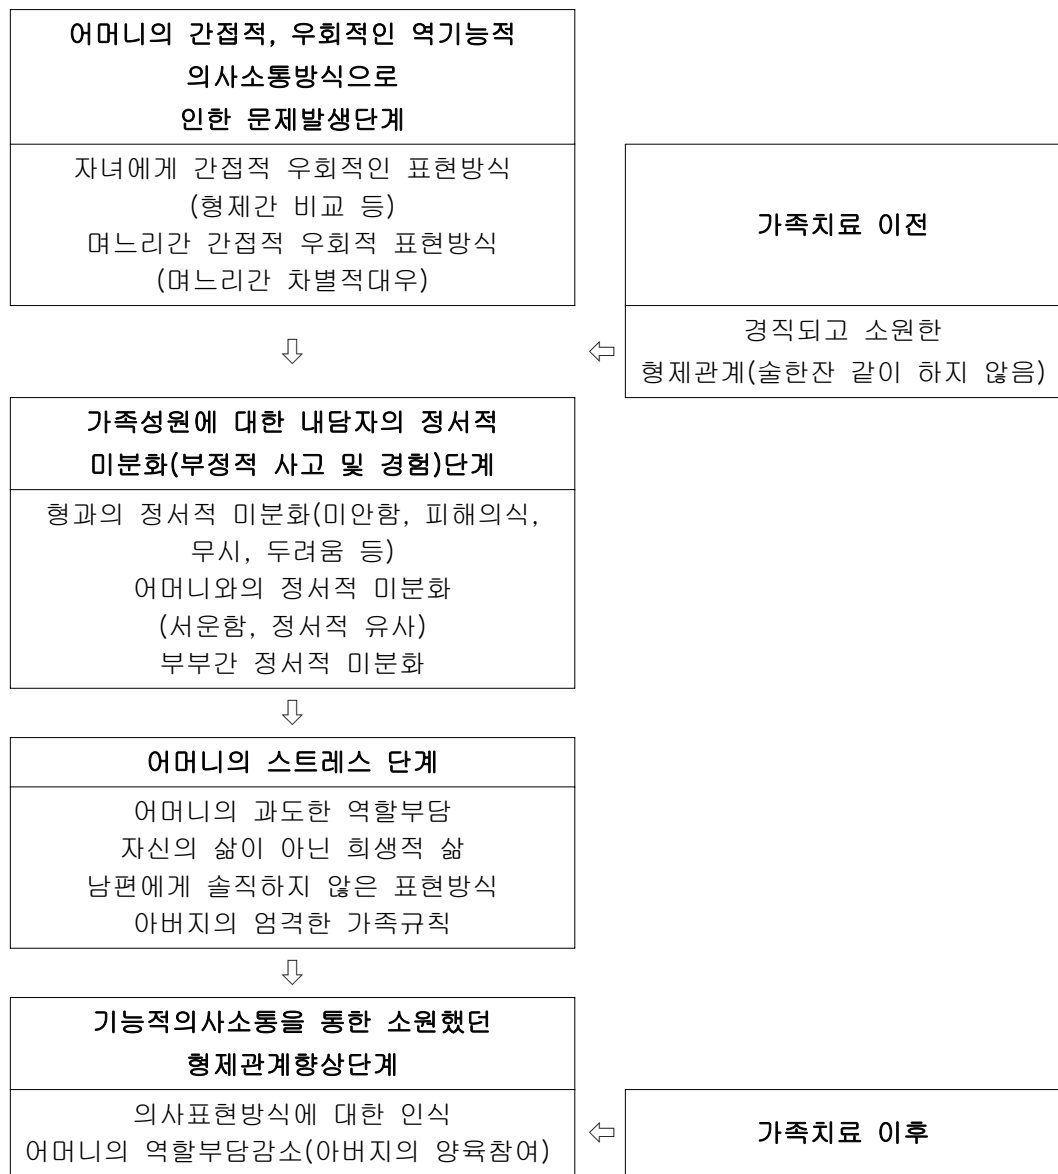 어머니의 간접적, 우회적인 역기능적
의사소통방식으로
인한 문제발생단계
자녀에게 간접적 우회적인 표현방식
(형제간 비교 등)
며느리간 간접적 우회적 표현방식
(며느리간 차별적대우)
가족치료 이전
⇩
⇦
경직되고 소원한
형제관계(술한잔 같이 하지 않음)
가족성원에 대한 내담자의 정서적
미분화(부정적 사고 및 경험)단계
형과의 정서적 미분화(미안함, 피해의식,
무시, 두려움 등)
어머니와의 정서적 미분화
(서운함, 정서적 유사)
부부간 정서적 미분화
⇩
어머니의 스트레스 단계
어머니의 과도한 역할부담
자신의 삶이 아닌 희생적 삶
남편에게 솔직하지 않은 표현방식
아버지의 엄격한 가족규칙
⇩
기능적의사소통을 통한 소원했던
형제관계향상단계
의사표현방식에 대한 인식
어머니의 역할부담감소(아버지의 양육참여)
⇦
가족치료 이후